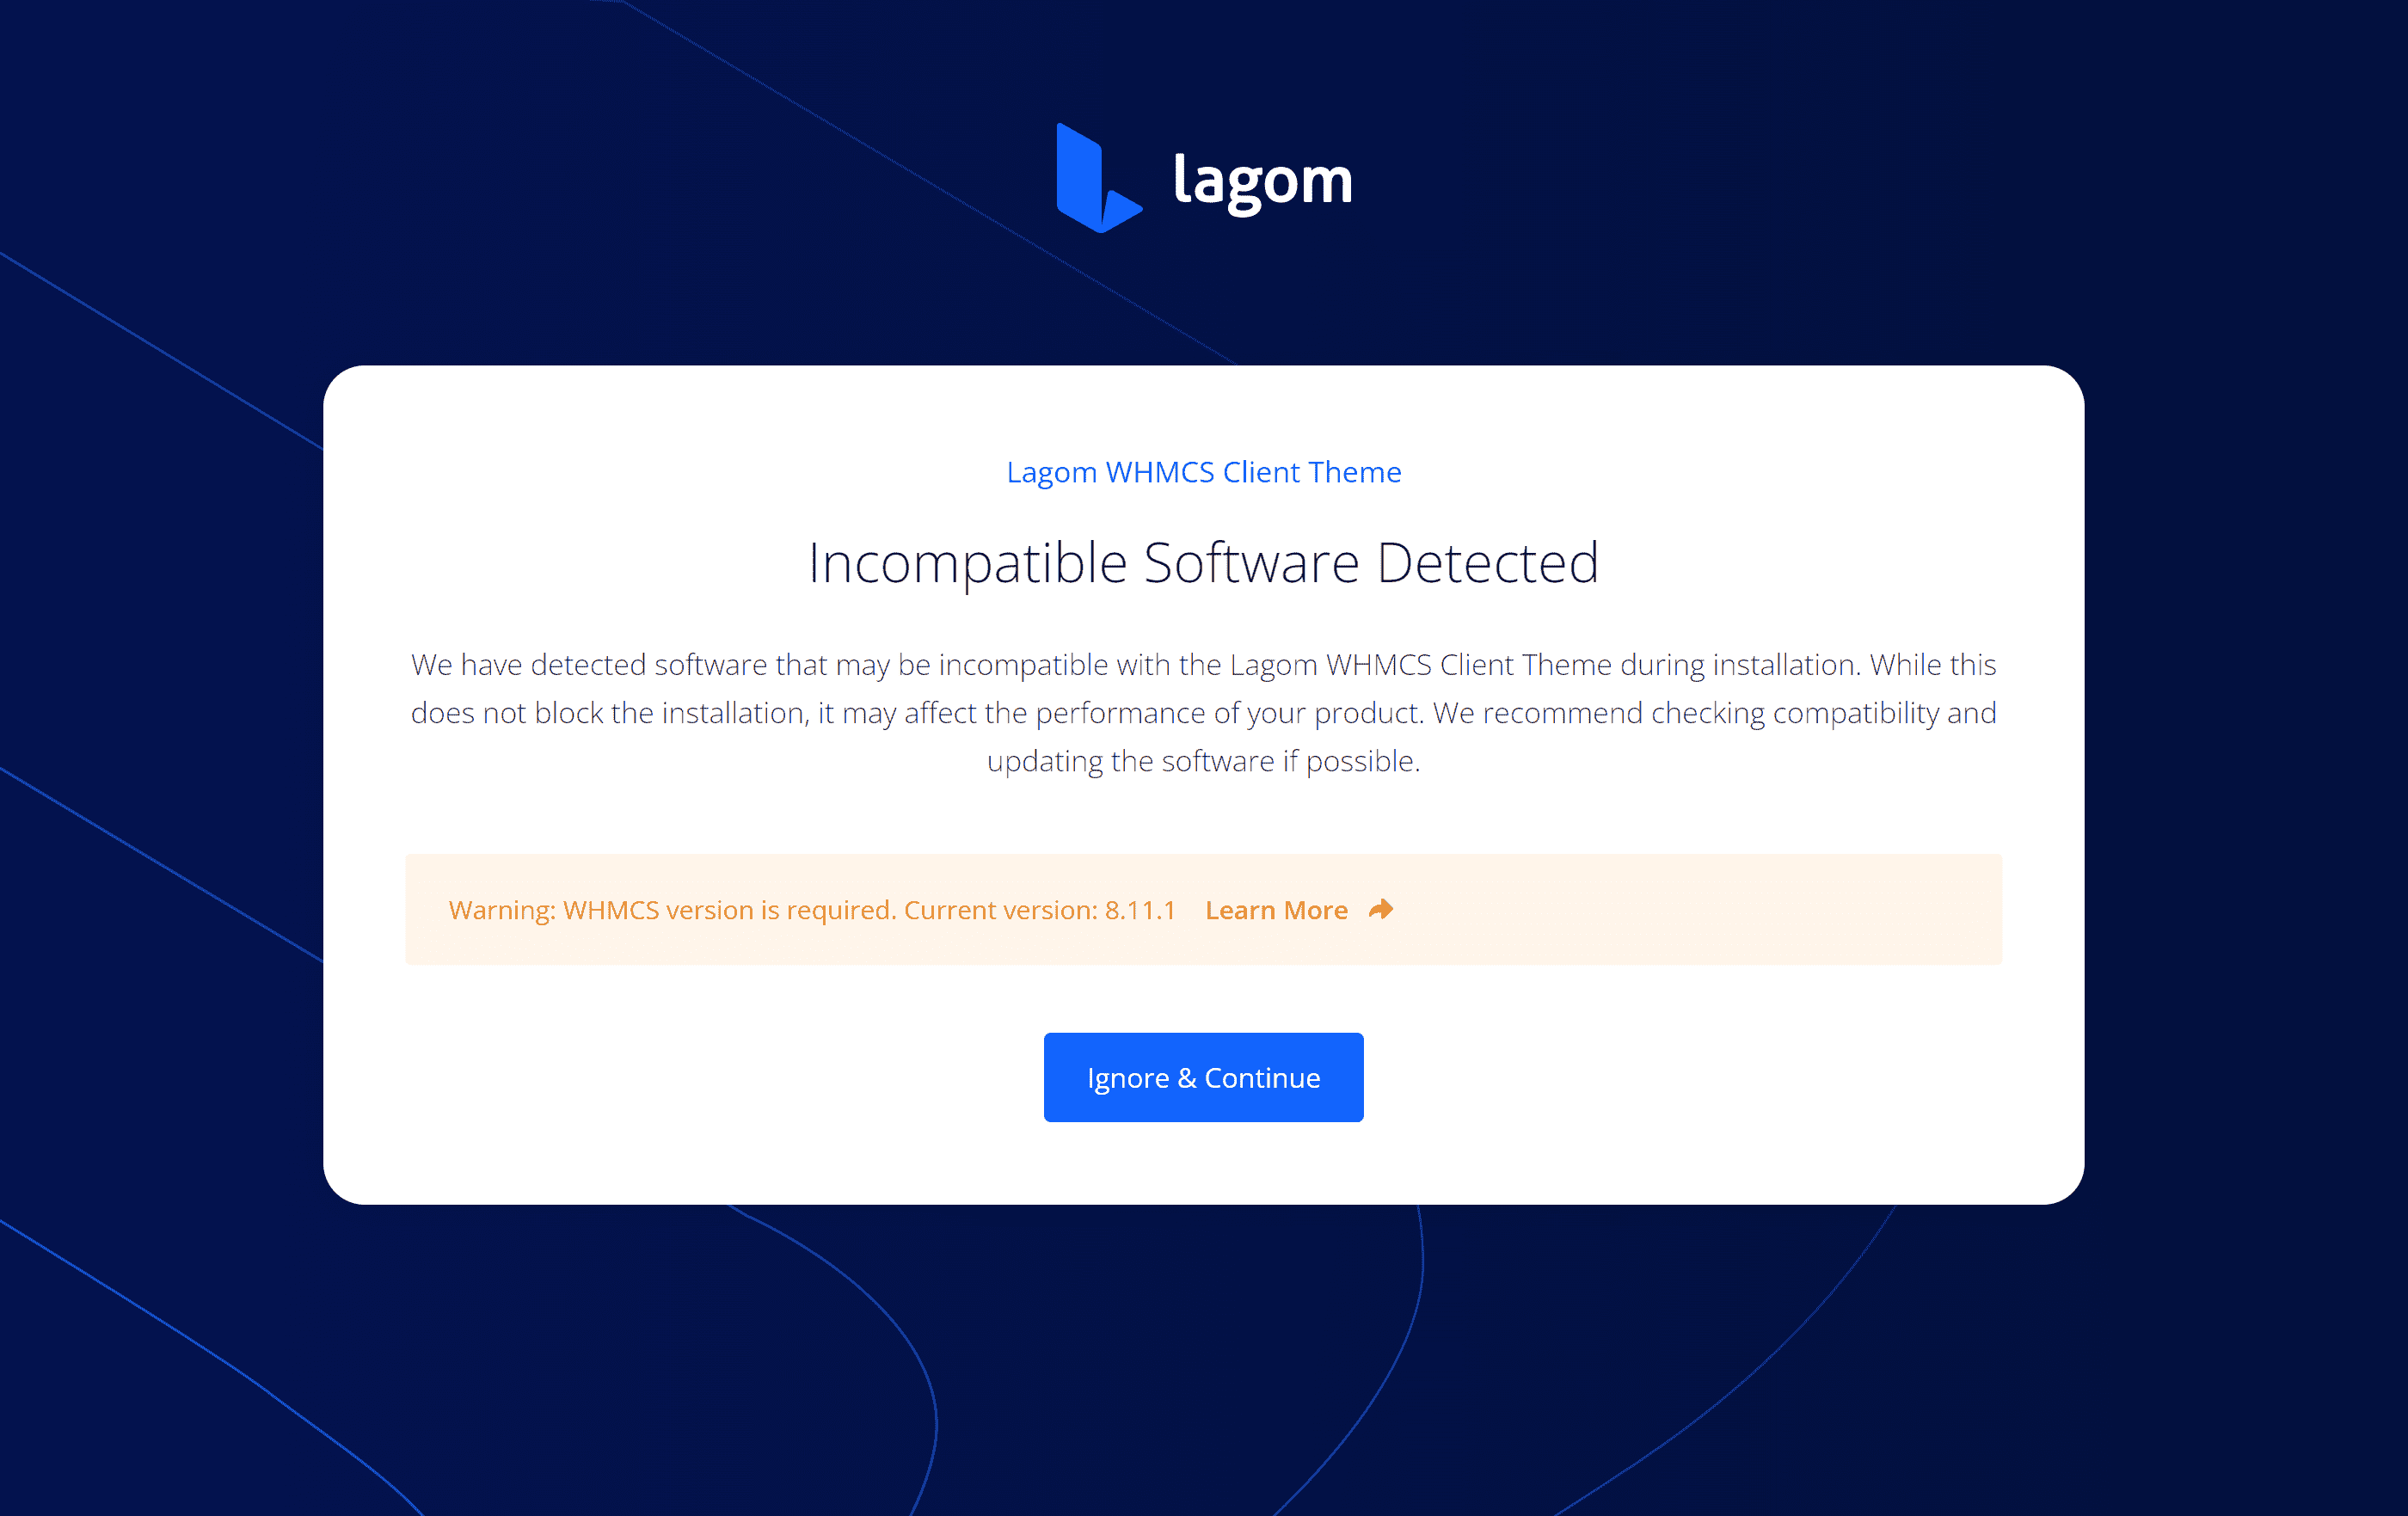 lagom
Lagom WHMCS Client Theme
Incompatible Software Detected
We have detected software that may be incompatible with the Lagom WHMCS Client Theme during installation. While this
does not block the installation, it may affect the performance of your product. We recommend checking compatibility and
updating the software if possible.
Warning: WHMCS version is required. Current version: 8.11.1 Learn More
Ignore & Continue